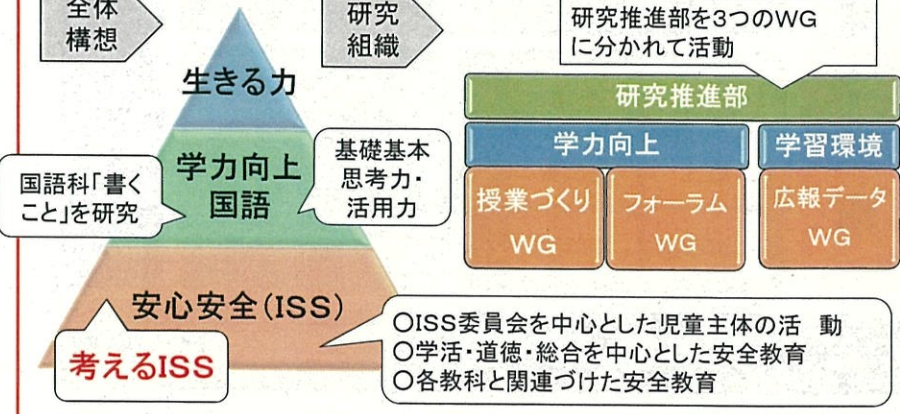 全体
構想
研究
組織
研究推進部を3つのWG
に分かれて活動
生きる力
学力向上
国語
国語科「書く
こと」を研究
基礎基本
思考力・
活用力
安心安全(ISS)
考えるISS
〇ISS委員会を中心とした児童主体の活　動
〇学活・道徳・総合を中心とした安全教育
〇各教科と関連づけた安全教育
研究推進部
学力向上
学習環境
授業づくり
WG
フォーラム
WG
広報データ
WG